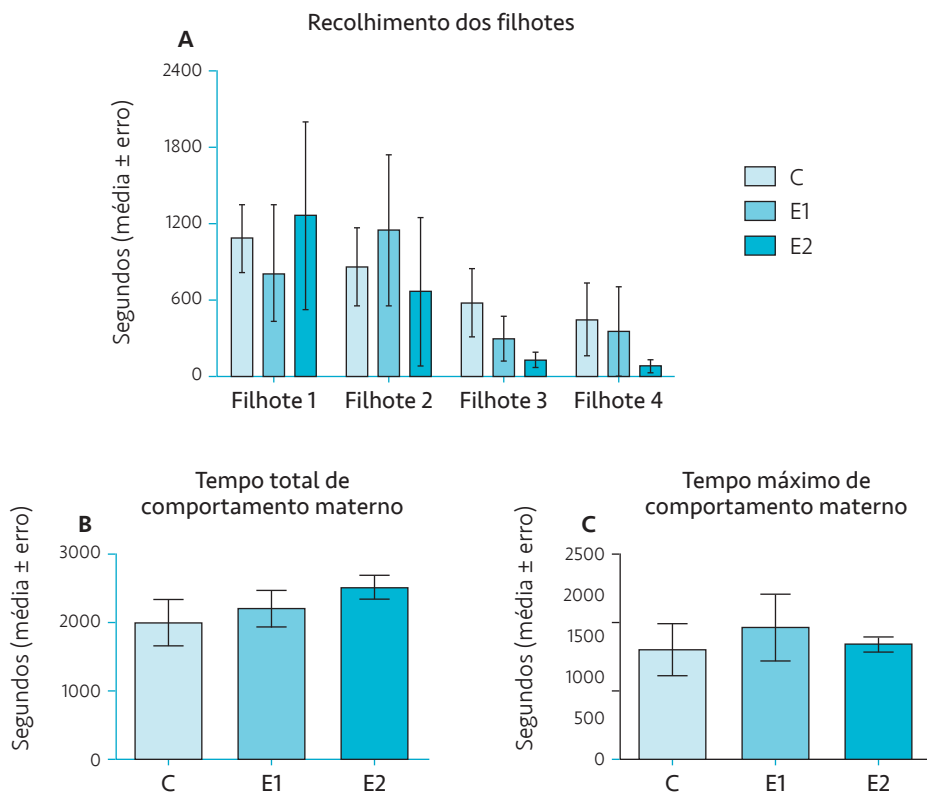 Recolhimento dos filhotes
A
Segundos (média ± erro)
2400
1800
1200
600
0
Filhote 1
Filhote 2
Filhote 3
Filhote 4
C
E1
E2
Tempo total de
comportamento materno
B
Segundos (média ± erro)
3000
2000
1000
0
C
E1
E2
Tempo máximo de
comportamento materno
C
Segundos (média ± erro)
2500
2000
1500
1000
500
0
C
E1
E2